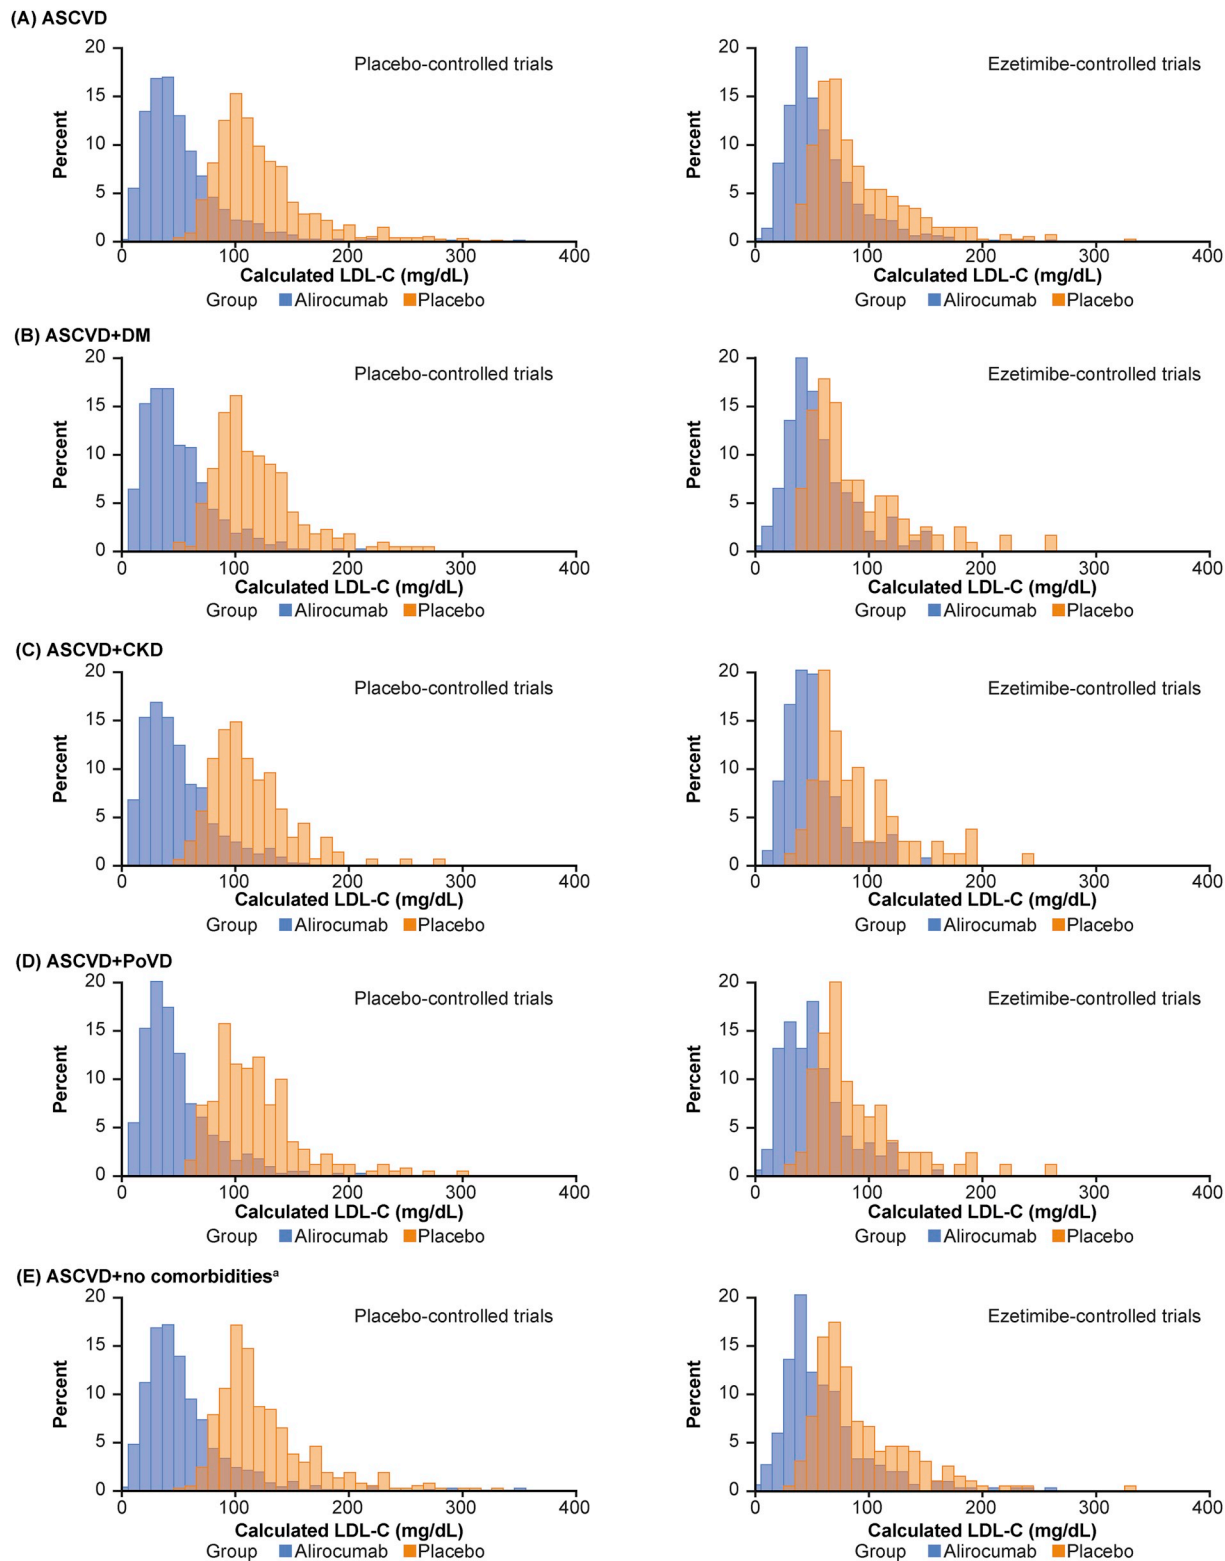 (A) ASCVD
Placebo-controlled trials
Percent
20
15
10
5
0
0 100 200 300 400
Calculated LDL-C (mg/dL)
Group Alirocumab Placebo
Ezetimibe-controlled trials
Percent
20
15
10
5
0
0 100 200 300 400
Calculated LDL-C (mg/dL)
Group Alirocumab Placebo
(B) ASCVD+DM
Placebo-controlled trials
Percent
20
15
10
5
0
0 100 200 300 400
Calculated LDL-C (mg/dL)
Group Alirocumab Placebo
Ezetimibe-controlled trials
Percent
20
15
10
5
0
0 100 200 300 400
Calculated LDL-C (mg/dL)
Group Alirocumab Placebo
(C) ASCVD+CKD
Placebo-controlled trials
Percent
20
15
10
5
0
0 100 200 300 400
Calculated LDL-C (mg/dL)
Group Alirocumab Placebo
Ezetimibe-controlled trials
Percent
20
15
10
5
0
0 100 200 300 400
Calculated LDL-C (mg/dL)
Group Alirocumab Placebo
(D) ASCVD+PoVD
Placebo-controlled trials
Percent
20
15
10
5
0
0 100 200 300 400
Calculated LDL-C (mg/dL)
Group Alirocumab Placebo
Ezetimibe-controlled trials
Percent
20
15
10
5
0
0 100 200 300 400
Calculated LDL-C (mg/dL)
Group Alirocumab Placebo
(E) ASCVD+no comorbiditiesª
Placebo-controlled trials
Percent
20
15
10
5
0
0 100 200 300 400
Calculated LDL-C (mg/dL)
Group Alirocumab Placebo
Ezetimibe-controlled trials
Percent
20
15
10
5
0
0 100 200 300 400
Calculated LDL-C (mg/dL)
Group Alirocumab Placebo